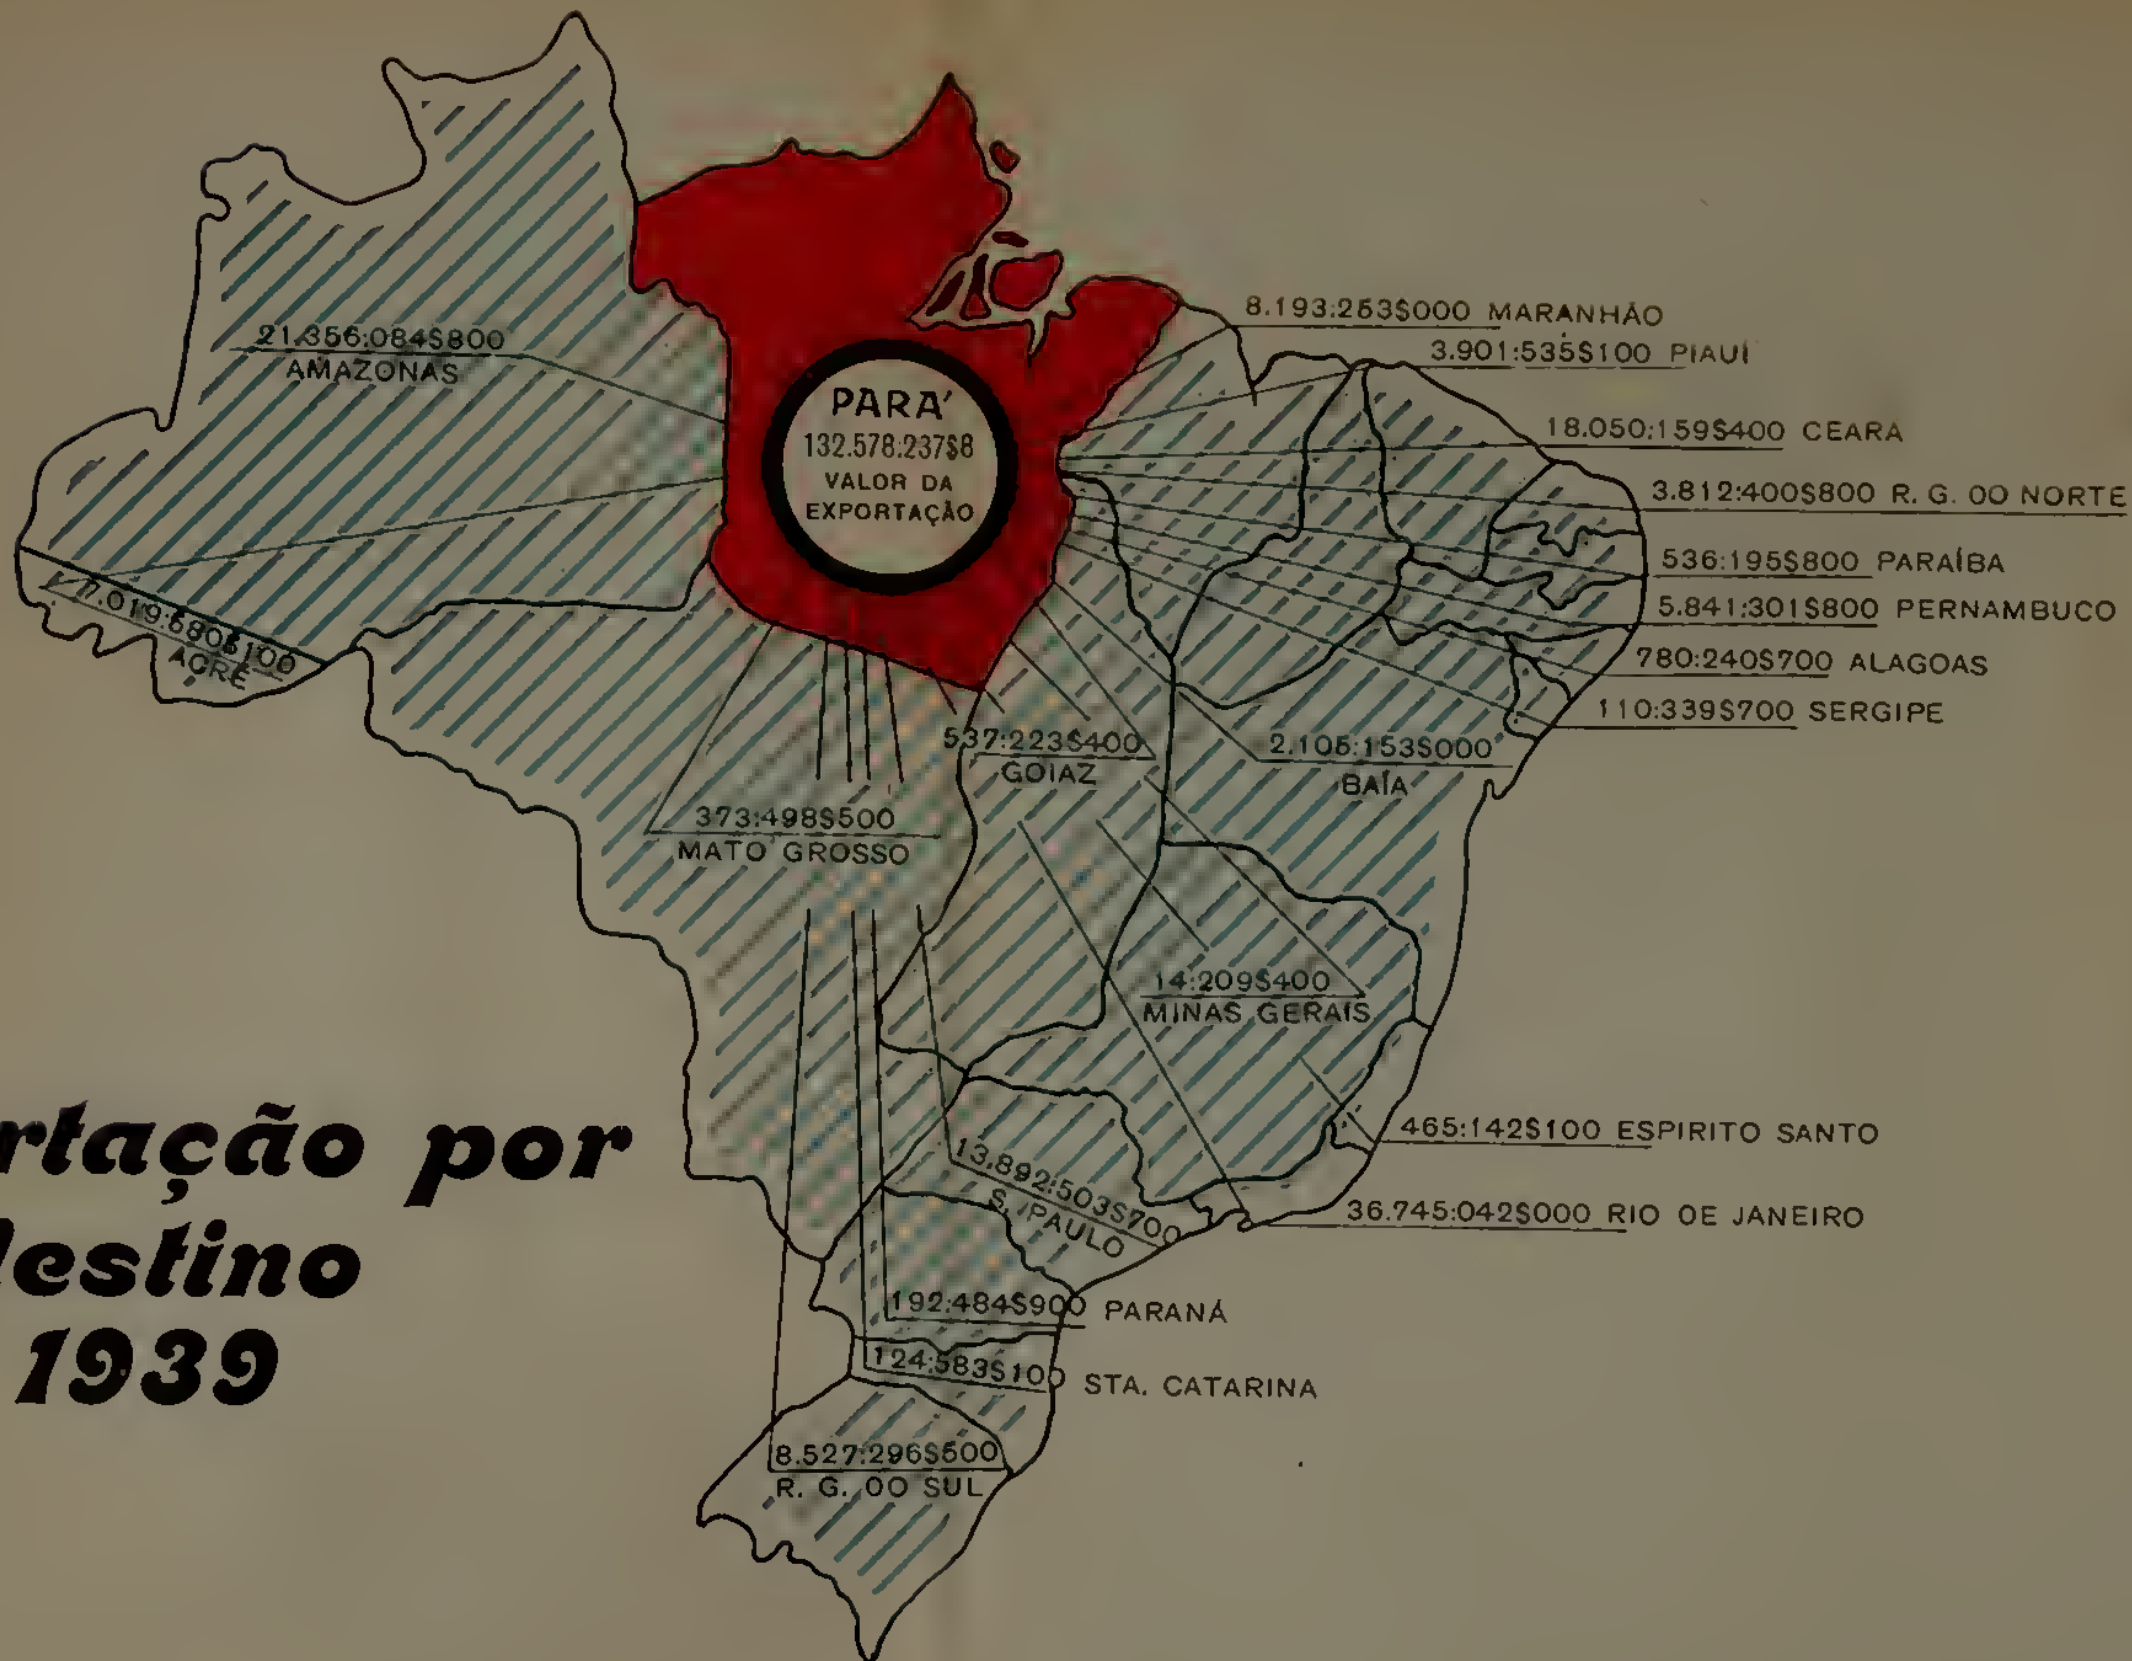 8.193:253$000 MARANHÃO
21.356:084$800
AMAZONAS
3.901:535$100 PIAUÍ
PARA'
132.578:237$8
VALOR DA
EXPORTAÇÃO
18.050:159$400 CEARA
3.812:400$800 R. G. DO NORTE
536:195$800 PARAÍBA
7.019:680$100
ACRE
5.841:301$800 PERNAMBUCO
780:240$700 ALAGOAS
110:339$700 SERGIPE
537:223$400
GOIAZ
2.105:153$000
BAÍA
373:498$500
MATO GROSSO
14:209$400
MINAS GERAIS
rtação por
destino
1939
465:142$100 ESPIRITO SANTO
13.892:503$700
S. PAULO
36.745:042$000 RIO DE JANEIRO
192:484$900 PARANÁ
124:583$100 STA. CATARINA
8.527:296$500
R. G. DO SUL